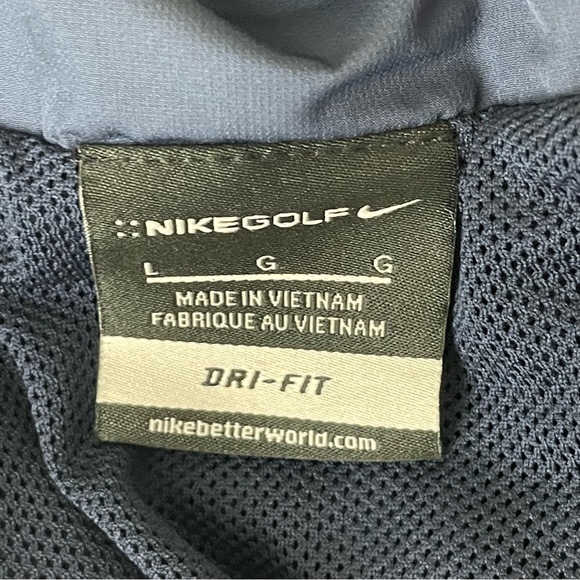 NIKEGOLF
L G G
MADE IN VIETNAM
FABRIQUE AU VIETNAM
DRI-FIT
nikebetterworld.com